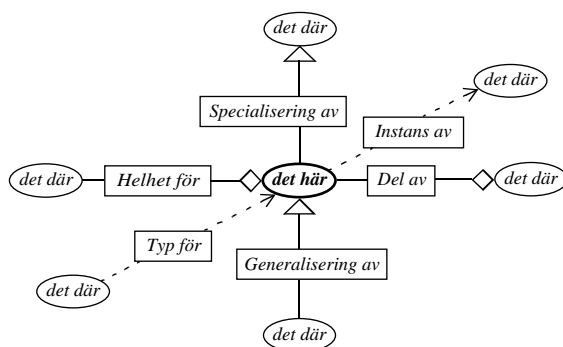 det där
det där
Specialisering av
Instans av
det där
Helhet för
det här
Del av
det där
Typ för
Generalisering av
det där
det där